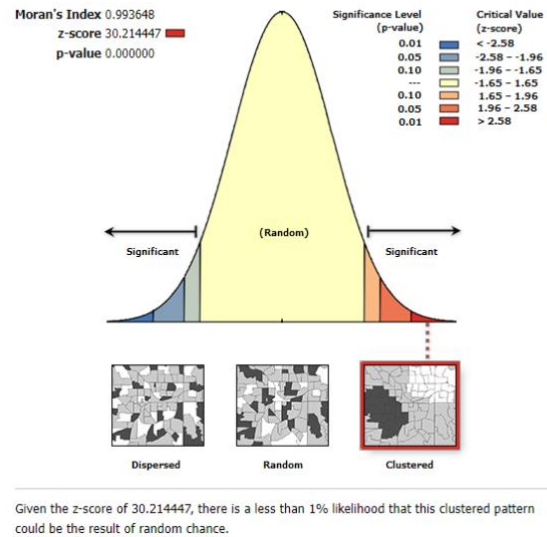 Moran's Index 0.993648
z-score 30.214447
p-value 0.000000
Significance Level
(p-value)
Critical Value
(z-score)
0.01 < -2.58
0.05 -2.58 – -1.96
0.10 -1.96 – -1.65
--- -1.65 – 1.65
0.10 1.65 – 1.96
0.05 1.96 – 2.58
0.01 > 2.58
(Random)
Significant
Significant
Dispersed
Random
Clustered
Given the z-score of 30.214447, there is a less than 1% likelihood that this clustered pattern
could be the result of random chance.